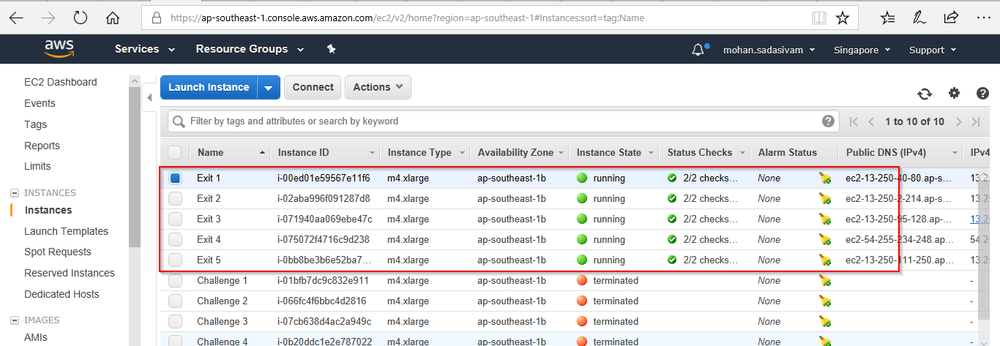 https://ap-southeast-1.console.aws.amazon.com/ec2/v2/home?region=ap-southeast-1#Instances:sort=tag:Name
aws Services Resource Groups mohan.sadasivam Singapore Support
EC2 Dashboard
Events
Tags
Reports
Limits
INSTANCES
Instances
Launch Templates
Spot Requests
Reserved Instances
Dedicated Hosts
IMAGES
AMIs
Launch Instance Connect Actions
Filter by tags and attributes or search by keyword 1 to 10 of 10
Name Instance ID Instance Type Availability Zone Instance State Status Checks Alarm Status Public DNS (IPv4) IPv4
Exit 1 i-00ed01e59567e11f6 m4.xlarge ap-southeast-1b running 2/2 checks... None ec2-13-250-40-80.ap-s... 13.25
Exit 2 i-02aba996f091287d8 m4.xlarge ap-southeast-1b running 2/2 checks... None ec2-13-250-2-214.ap-s... 13.25
Exit 3 i-071940aa069ebe47c m4.xlarge ap-southeast-1b running 2/2 checks... None ec2-13-250-95-128.ap-... 13.25
Exit 4 i-075072f4716c9d238 m4.xlarge ap-southeast-1b running 2/2 checks... None ec2-54-255-234-248.ap... 54.25
Exit 5 i-0bb8be3b6e52ba7... m4.xlarge ap-southeast-1b running 2/2 checks... None ec2-13-250-111-250.ap... 13.25
Challenge 1 i-01bfb7dc9c832e911 m4.xlarge ap-southeast-1b terminated None -
Challenge 2 i-066fc4f6bbc4d2816 m4.xlarge ap-southeast-1b terminated None -
Challenge 3 i-07cb638d4ac2a949c m4.xlarge ap-southeast-1b terminated None -
Challenge 4 i-0b20ddc1e2e787022 m4.xlarge ap-southeast-1b terminated None -